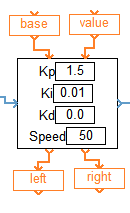 base value
Kp 1.5
Ki 0.01
Kd 0.0
Speed 50
left right